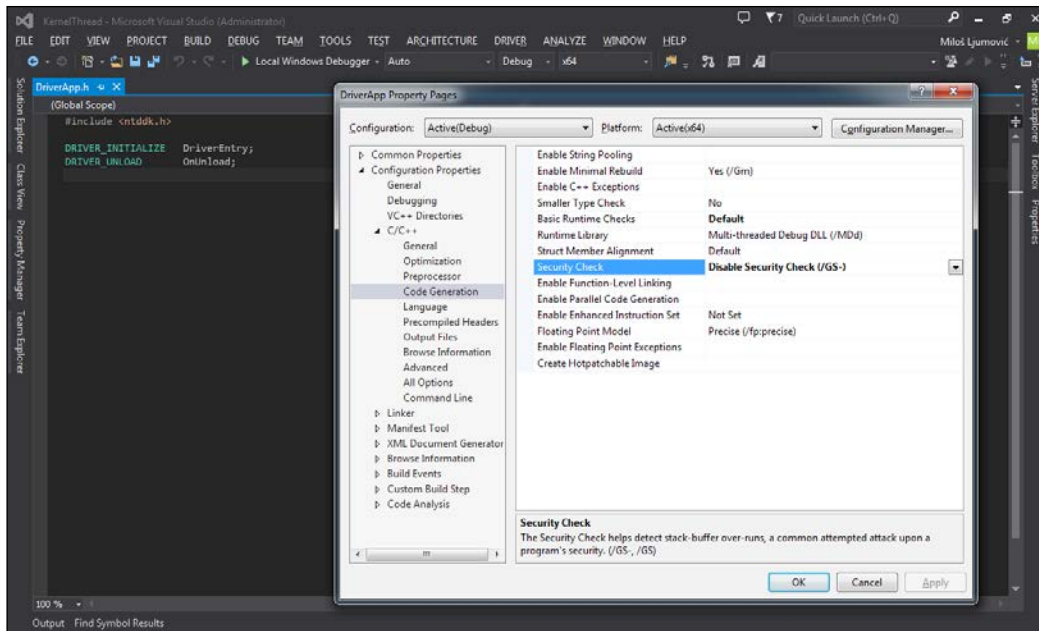 KernelThread - Microsoft Visual Studio (Administrator)
7
Quick Launch (Ctrl+Q)
FILE EDIT VIEW PROJECT BUILD DEBUG TEAM TOOLS TEST ARCHITECTURE DRIVER ANALYZE WINDOW HELP
Miloš Ljumović
Local Windows Debugger Auto Debug x64
Solution Explorer
Class View
Property Manager
Team Explorer
DriverApp.h
(Global Scope)
#include <ntddk.h>
DRIVER_INITIALIZE DriverEntry;
DRIVER_UNLOAD OnUnload;
100 %
DriverApp Property Pages
Configuration: Active(Debug) Platform: Active(x64) Configuration Manager...
Common Properties
Configuration Properties
General
Debugging
VC++ Directories
C/C++
General
Optimization
Preprocessor
Code Generation
Language
Precompiled Headers
Output Files
Browse Information
Advanced
All Options
Command Line
Linker
Manifest Tool
XML Document Generator
Browse Information
Build Events
Custom Build Step
Code Analysis
Enable String Pooling
Enable Minimal Rebuild Yes (/Gm)
Enable C++ Exceptions
Smaller Type Check No
Basic Runtime Checks Default
Runtime Library Multi-threaded Debug DLL (/MDd)
Struct Member Alignment Default
Security Check Disable Security Check (/GS-)
Enable Function-Level Linking
Enable Parallel Code Generation
Enable Enhanced Instruction Set Not Set
Floating Point Model Precise (/fp:precise)
Enable Floating Point Exceptions
Create Hotpatchable Image
Security Check
The Security Check helps detect stack-buffer over-runs, a common attempted attack upon a
program's security. (/GS-, /GS)
OK Cancel Apply
Server Explorer
Toolbox
Properties
Output Find Symbol Results